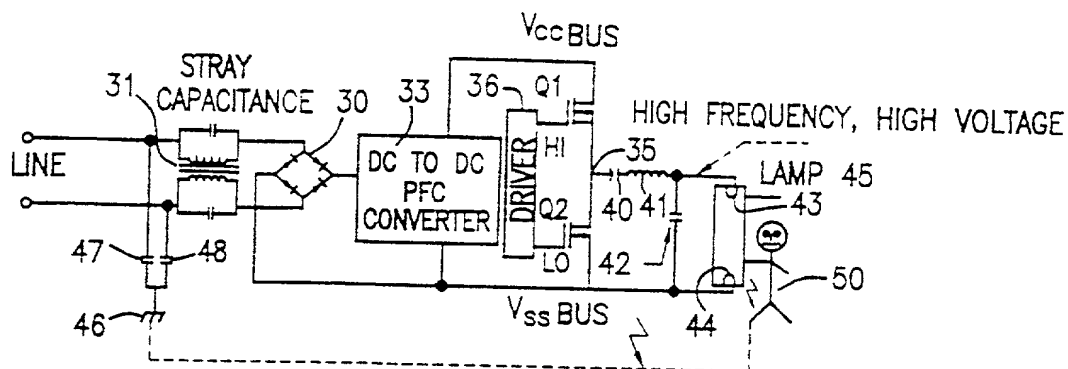 VCC BUS
STRAY
CAPACITANCE
31
30
33
36
Q1
HIGH FREQUENCY, HIGH VOLTAGE
LINE
DC TO DC
PFC
CONVERTER
DRIVER
HI
35
LAMP 45
43
Q2
40
41
47
48
LO
42
50
46
VSS BUS
44